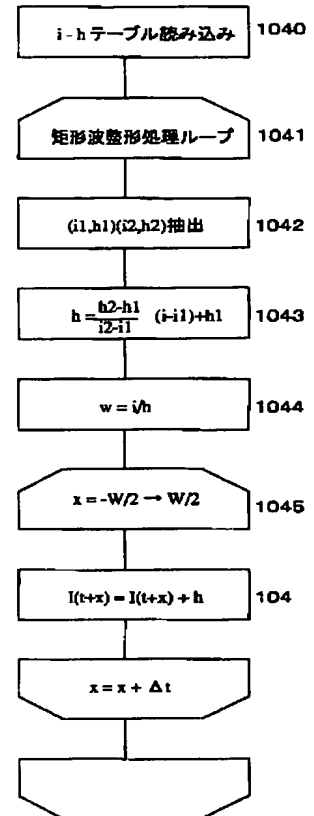 i - h テーブル読み込み 1040
矩形波整形処理ループ 1041
(i1,h1)(i2,h2)抽出 1042
h = h2-h1 / i2-i1 (i-i1)+h1 1043
w = i/h 1044
x = -W/2 → W/2 1045
I(t+x) = I(t+x) + h 104
x = x + Δt